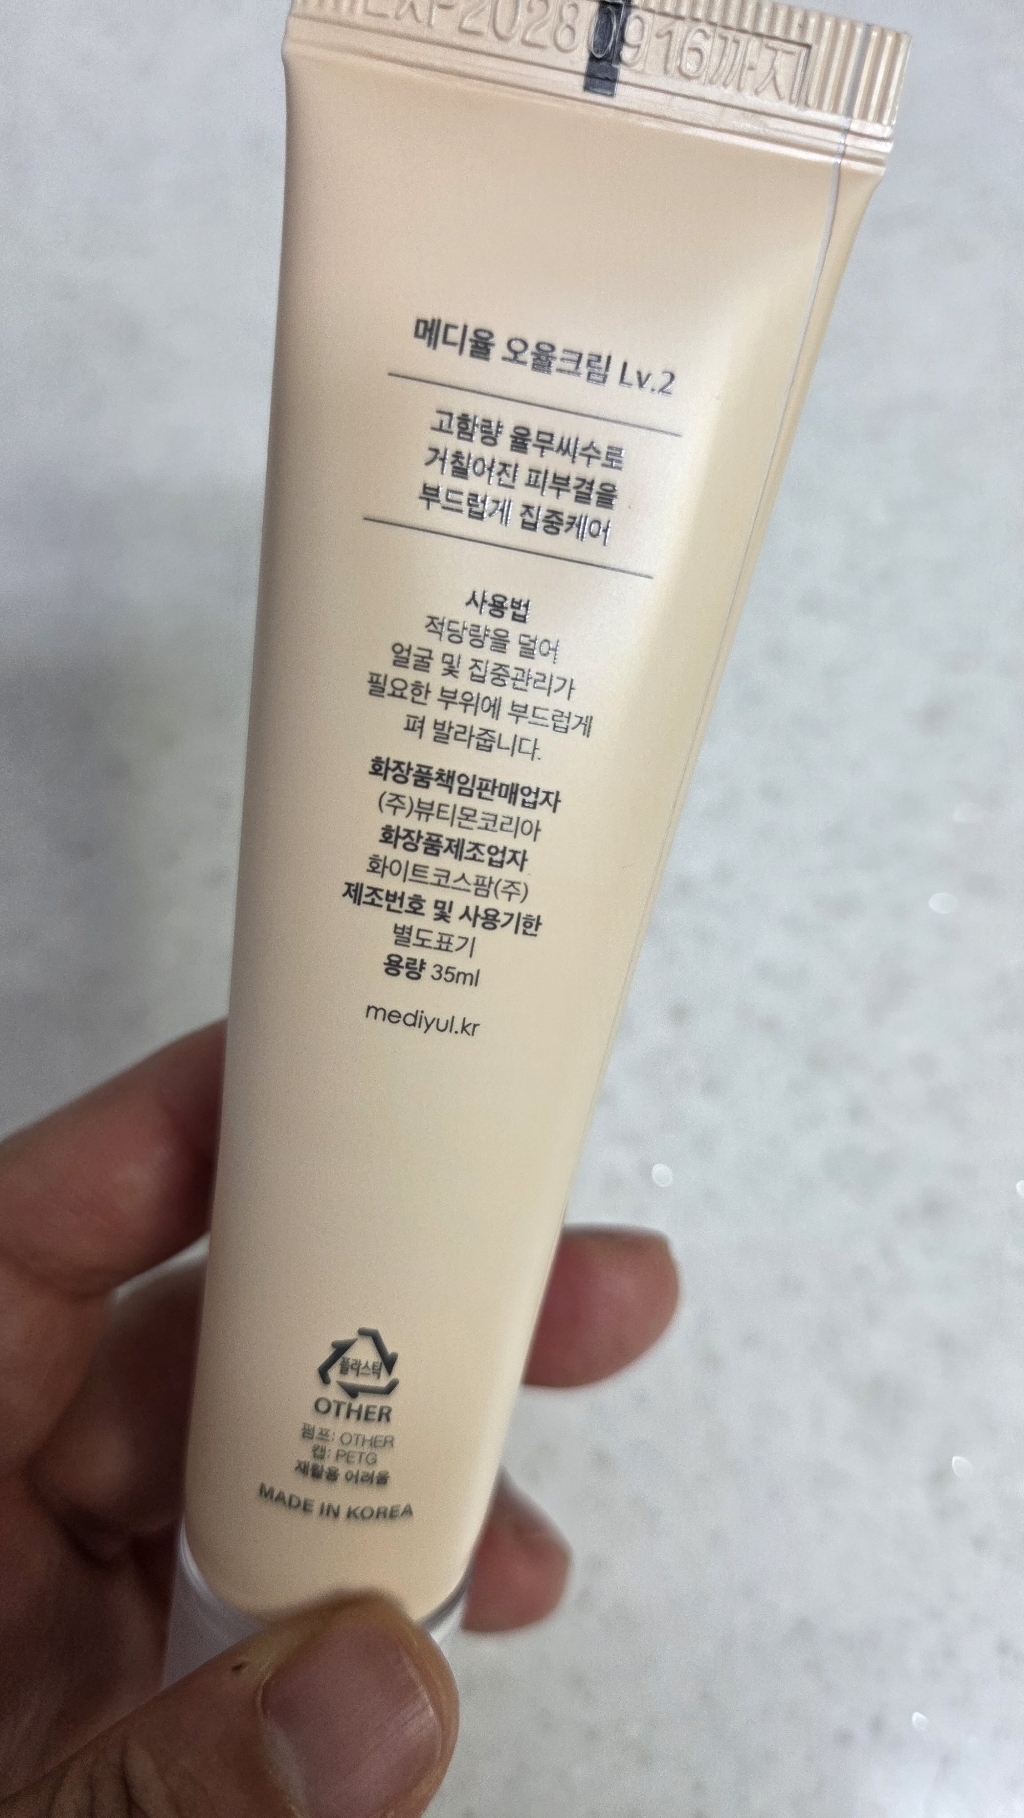 EXP20280916까지
메디율 오율크림 Lv.2
고함량 율무씨수로
거칠어진 피부결을
부드럽게 집중케어
사용법
적당량을 덜어
얼굴 및 집중관리가
필요한 부위에 부드럽게
펴 발라줍니다.
화장품책임판매업자
(주)뷰티몬코리아
화장품제조업자
화이트코스팜(주)
제조번호 및 사용기한
별도표기
용량 35ml
mediyul.kr
플라스틱
OTHER
펌프: OTHER
캡: PETG
재활용 어려움
MADE IN KOREA